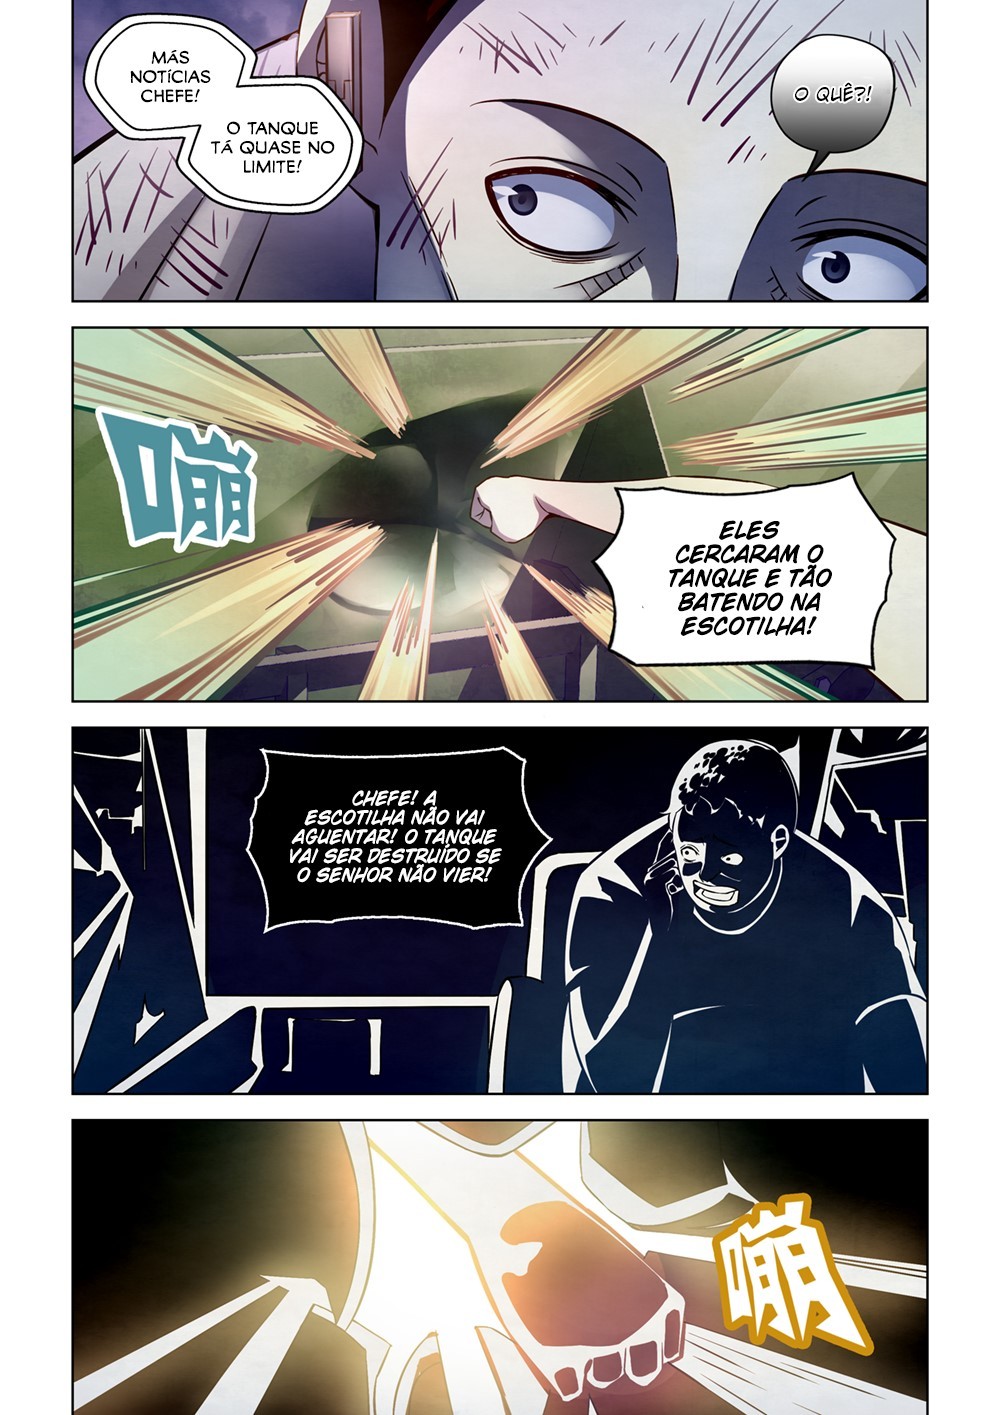 MÁS
NOTÍCIAS
CHEFE!
O TANQUE
TÁ QUASE NO
LIMITE!
O QUÊ?!
嘣
ELES
CERCARAM O
TANQUE E TÃO
BATENDO NA
ESCOTILHA!
CHEFE! A
ESCOTILHA NÃO VAI
AGUENTAR! O TANQUE
VAI SER DESTRUÍDO SE
O SENHOR NÃO VIER!
嘣